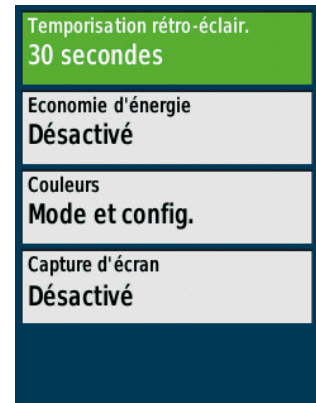 Temporisation rétro-éclair.
30 secondes
Economie d'énergie
Désactivé
Couleurs
Mode et config.
Capture d'écran
Désactivé